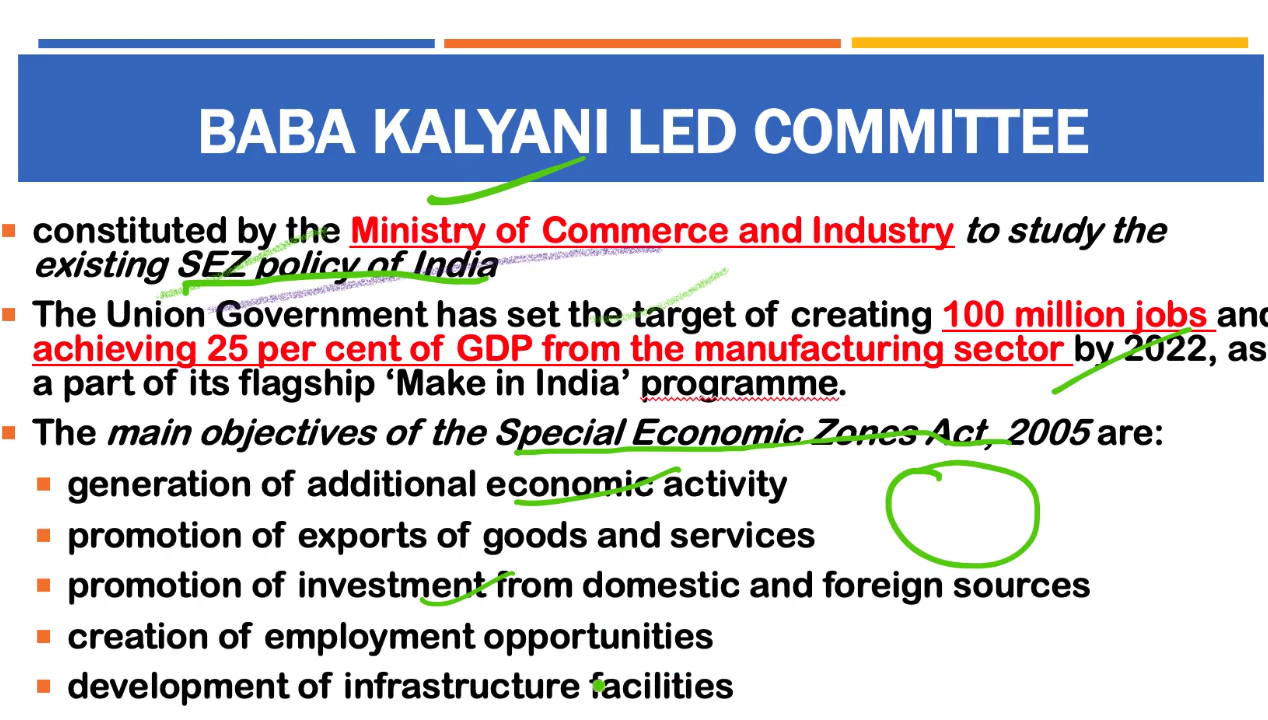 BABA KALYANI LED COMMITTEE
constituted by the Ministry of Commerce and Industry to study the
existing SEZ policy of India
The Union Government has set the target of creating 100 million jobs and
achieving 25 per cent of GDP from the manufacturing sector by 2022, as
a part of its flagship ‘Make in India’ programme.
The main objectives of the Special Economic Zones Act, 2005 are:
generation of additional economic activity
promotion of exports of goods and services
promotion of investment from domestic and foreign sources
creation of employment opportunities
development of infrastructure facilities